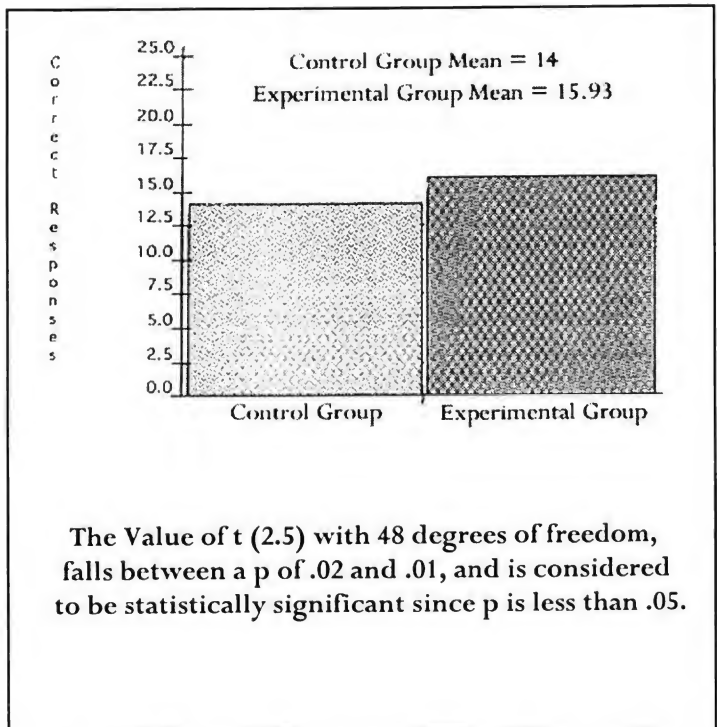 Correct Responses
25.0
22.5
20.0
17.5
15.0
12.5
10.0
7.5
5.0
2.5
0.0
Control Group Mean = 14
Experimental Group Mean = 15.93
Control Group
Experimental Group
The Value of t (2.5) with 48 degrees of freedom,
falls between a p of .02 and .01, and is considered
to be statistically significant since p is less than .05.